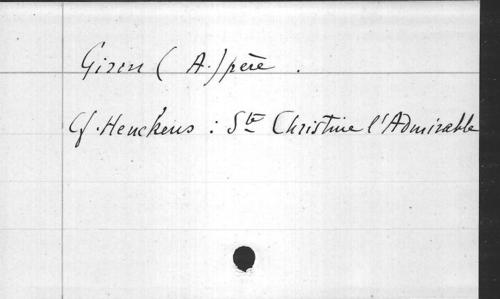 Giron (A.) père.
Cf. Henckens : Ste Christine l'Admirable